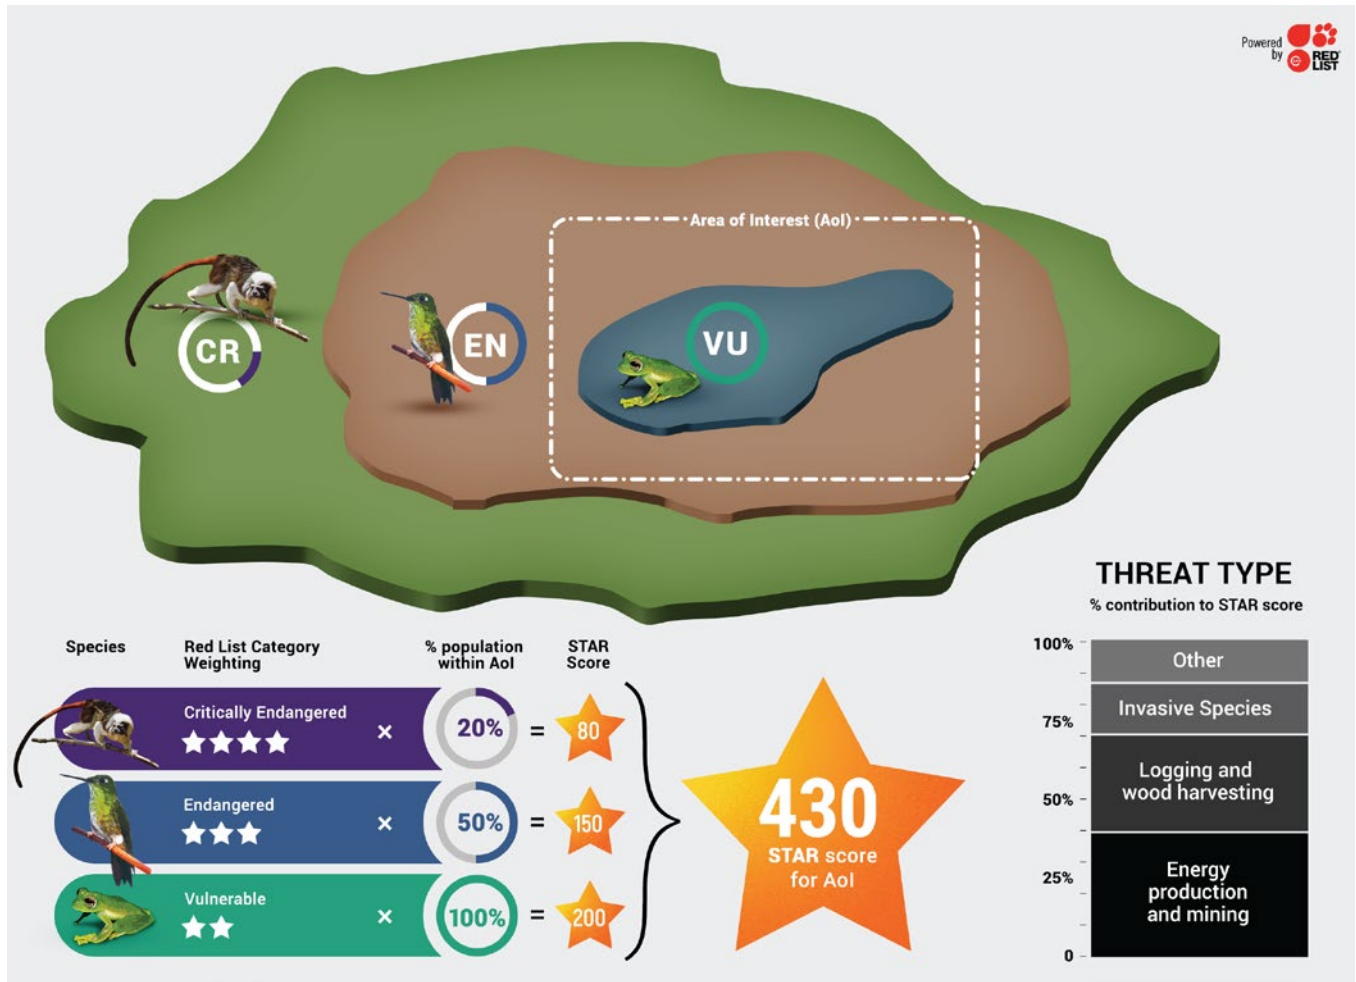 Powered
by
RED
LIST
Area of Interest (AoI)
CR
EN
VU
THREAT TYPE
% contribution to STAR score
Species
Red List Category
Weighting
% population
within AoI
STAR
Score
Critically Endangered
×
20%
=
80
Endangered
×
50%
=
150
Vulnerable
×
100%
=
200
430
STAR score
for AoI
100%
75%
50%
25%
0
Other
Invasive Species
Logging and
wood harvesting
Energy
production
and mining